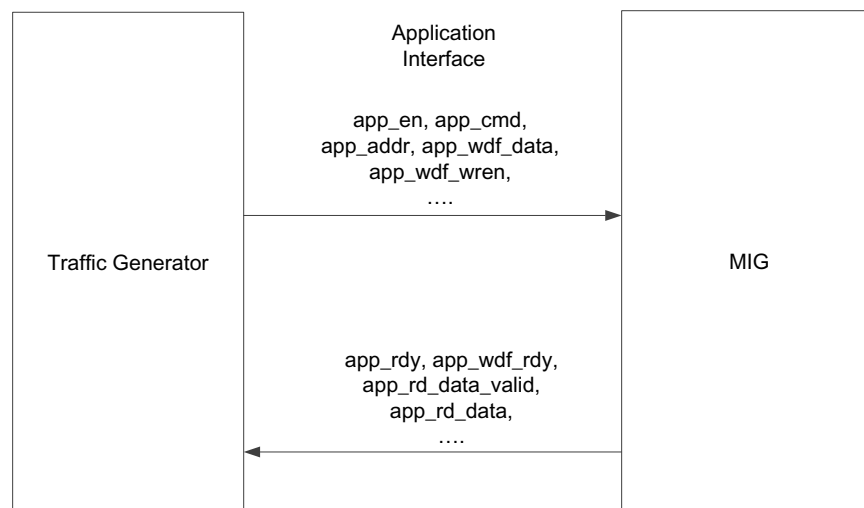 Application
Interface
app_en, app_cmd,
app_addr, app_wdf_data,
app_wdf_wren,
….
Traffic Generator
MIG
app_rdy, app_wdf_rdy,
app_rd_data_valid,
app_rd_data,
….